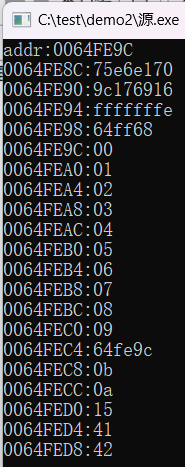 C:\test\demo2\源.exe
addr:0064FE9C
0064FE8C:75e6e170
0064FE90:9c176916
0064FE94:fffffffe
0064FE98:64ff68
0064FE9C:00
0064FEA0:01
0064FEA4:02
0064FEA8:03
0064FEAC:04
0064FEB0:05
0064FEB4:06
0064FEB8:07
0064FEBC:08
0064FEC0:09
0064FEC4:64fe9c
0064FEC8:0b
0064FECC:0a
0064FED0:15
0064FED4:41
0064FED8:42